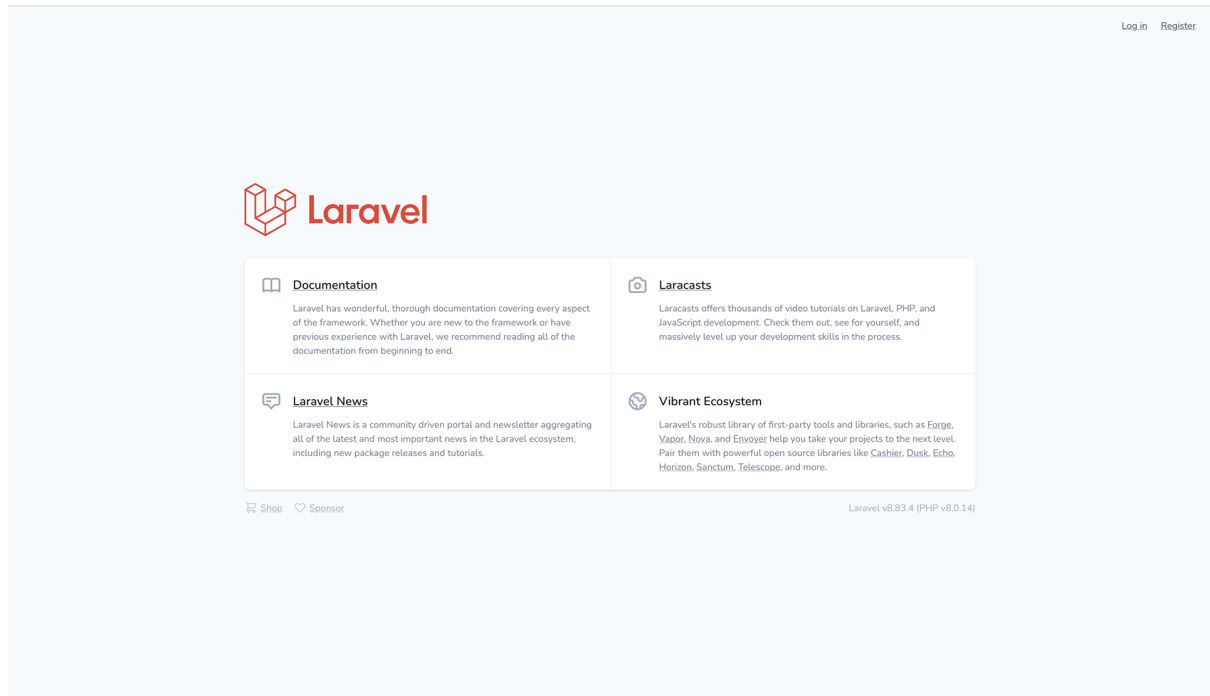 Log in Register
Laravel
Documentation
Laravel has wonderful, thorough documentation covering every aspect
of the framework. Whether you are new to the framework or have
previous experience with Laravel, we recommend reading all of the
documentation from beginning to end.
Laracasts
Laracasts offers thousands of video tutorials on Laravel, PHP, and
JavaScript development. Check them out, see for yourself, and
massively level up your development skills in the process.
Laravel News
Laravel News is a community driven portal and newsletter aggregating
all of the latest and most important news in the Laravel ecosystem,
including new package releases and tutorials.
Vibrant Ecosystem
Laravel's robust library of first-party tools and libraries, such as Forge,
Vapor, Nova, and Envoyer help you take your projects to the next level.
Pair them with powerful open source libraries like Cashier, Dusk, Echo,
Horizon, Sanctum, Telescope, and more.
Shop Sponsor
Laravel v8.83.4 (PHP v8.0.14)